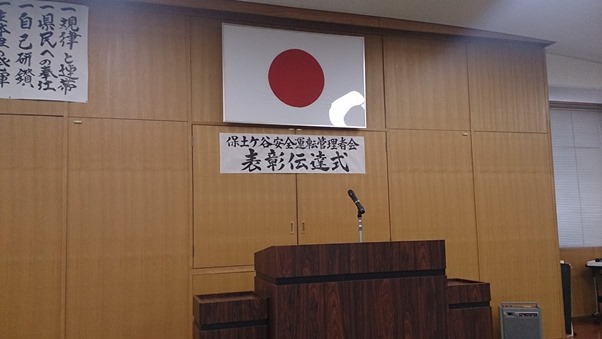 一規律と連帯
一県民への奉仕
一自己研鑽
保土ケ谷安全運転管理者会
表彰伝達式